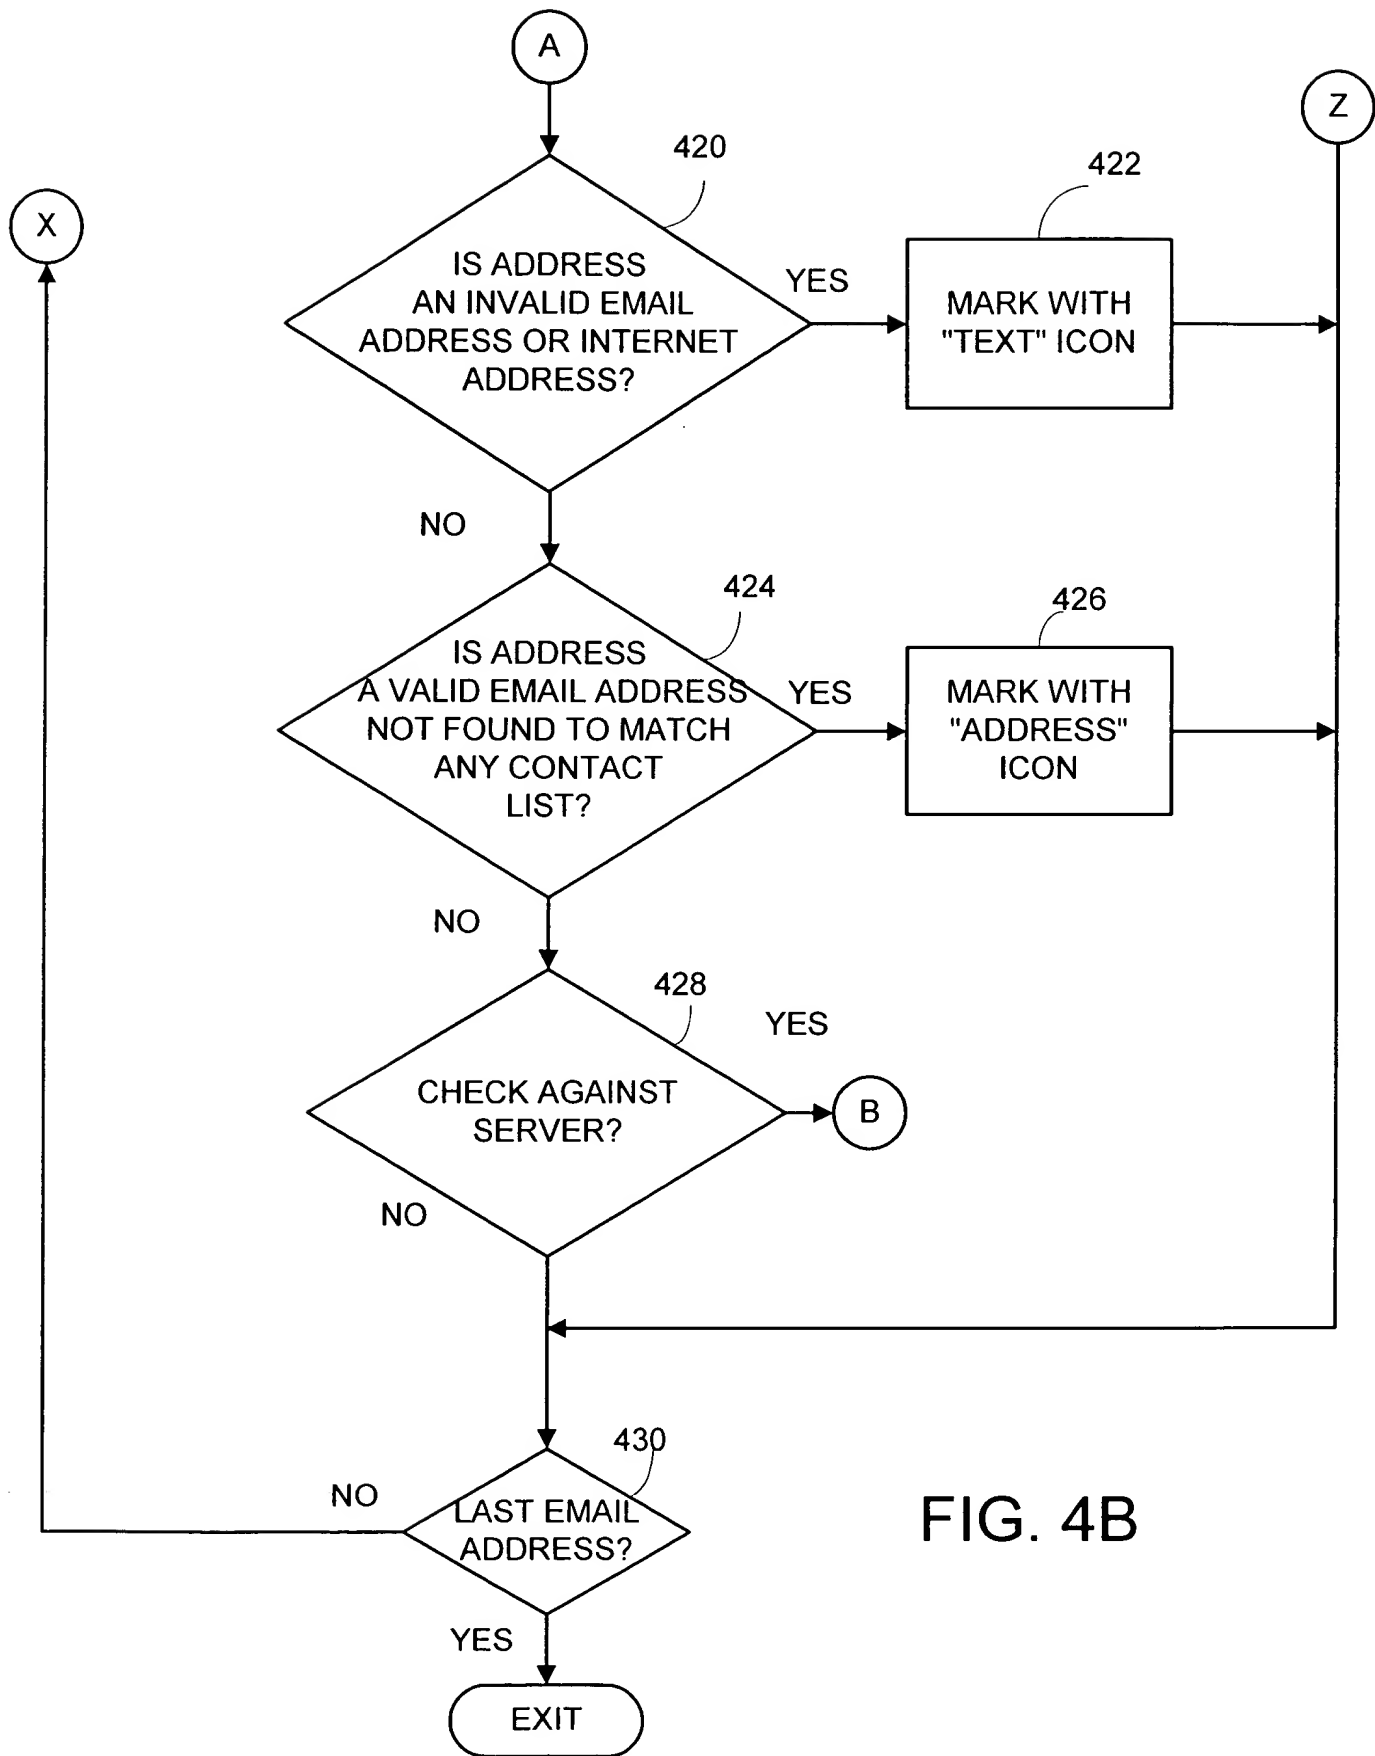 A
Z
420
422
X
IS ADDRESS
AN INVALID EMAIL
ADDRESS OR INTERNET
ADDRESS?
YES
MARK WITH
"TEXT" ICON
NO
424
426
IS ADDRESS
A VALID EMAIL ADDRESS
NOT FOUND TO MATCH
ANY CONTACT
LIST?
YES
MARK WITH
"ADDRESS"
ICON
NO
428
YES
CHECK AGAINST
SERVER?
B
NO
430
NO
LAST EMAIL
ADDRESS?
FIG. 4B
YES
EXIT